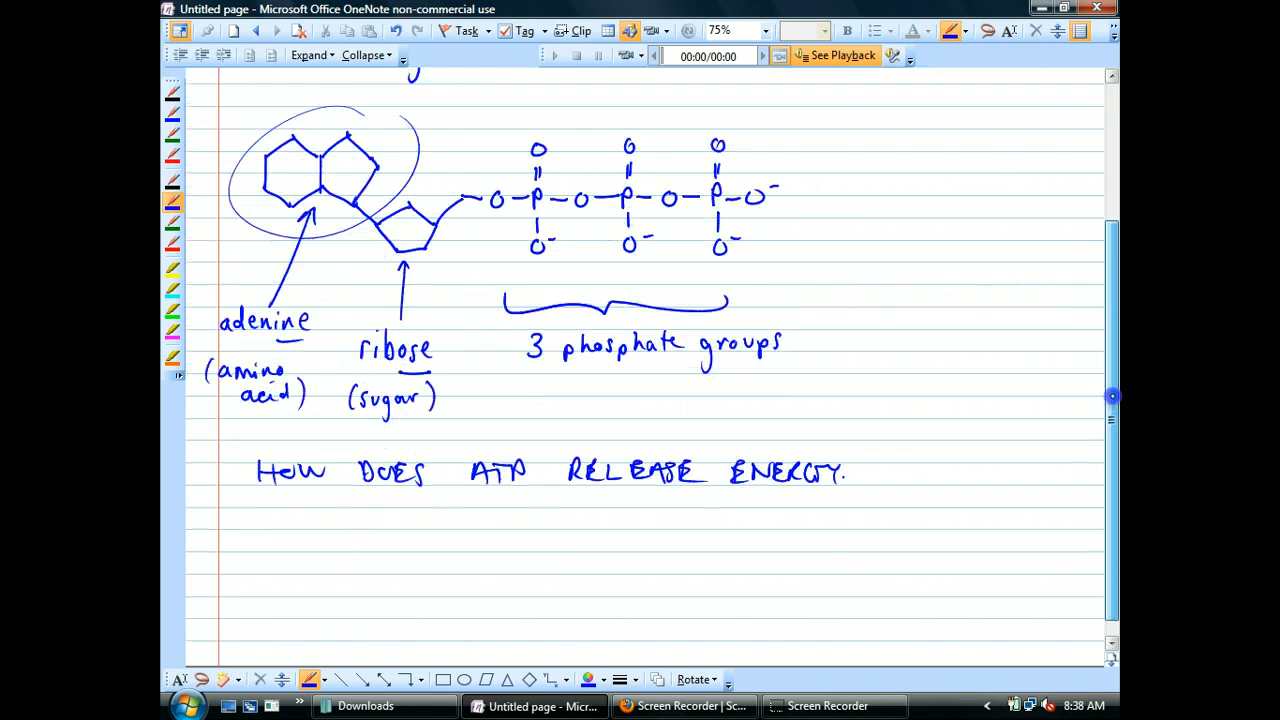 Untitled page - Microsoft Office OneNote non-commercial use
75% Task Tag Clip B A
Expand Collapse 00:00/00:00 See Playback
O O O
O - P - O - P - O - P - O⁻
O⁻ O⁻ O⁻
adenine
ribose 3 phosphate groups
(amino
acid)
(sugar)
HOW DOES ATP RELEASE ENERGY.
Rotate
Downloads Untitled page - Micr... Screen Recorder | Sc... Screen Recorder 8:38 AM